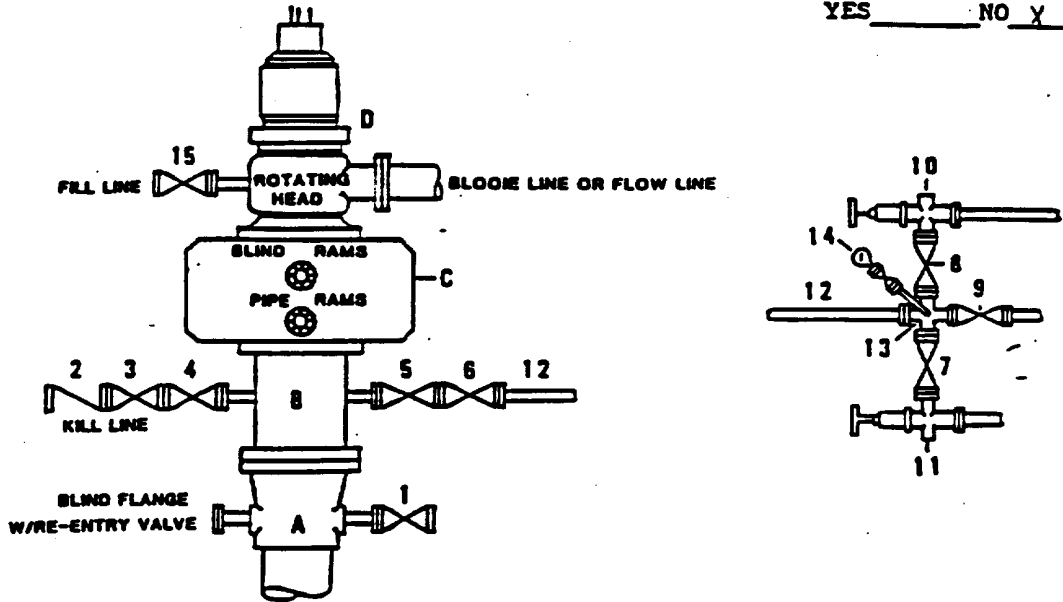 YES NO X
D
15
FILL LINE
ROTATING
HEAD
BLOOIE LINE OR FLOW LINE
BLIND RAMS
C
PIPE RAMS
2 3 4
B
5 6 12
KILL LINE
BLIND FLANGE
W/RE-ENTRY VALVE
A
1
10
14
8
12
9
13
7
11